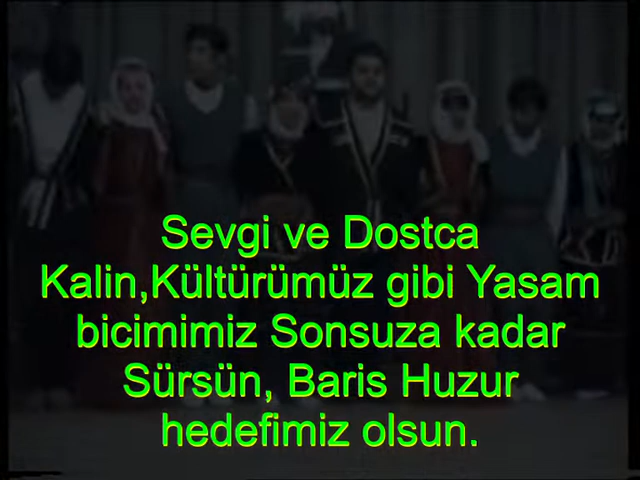 Sevgi ve Dostca
Kalin,Kültürümüz gibi Yasam
bicimimiz Sonsuza kadar
Sürsün, Baris Huzur
hedefimiz olsun.